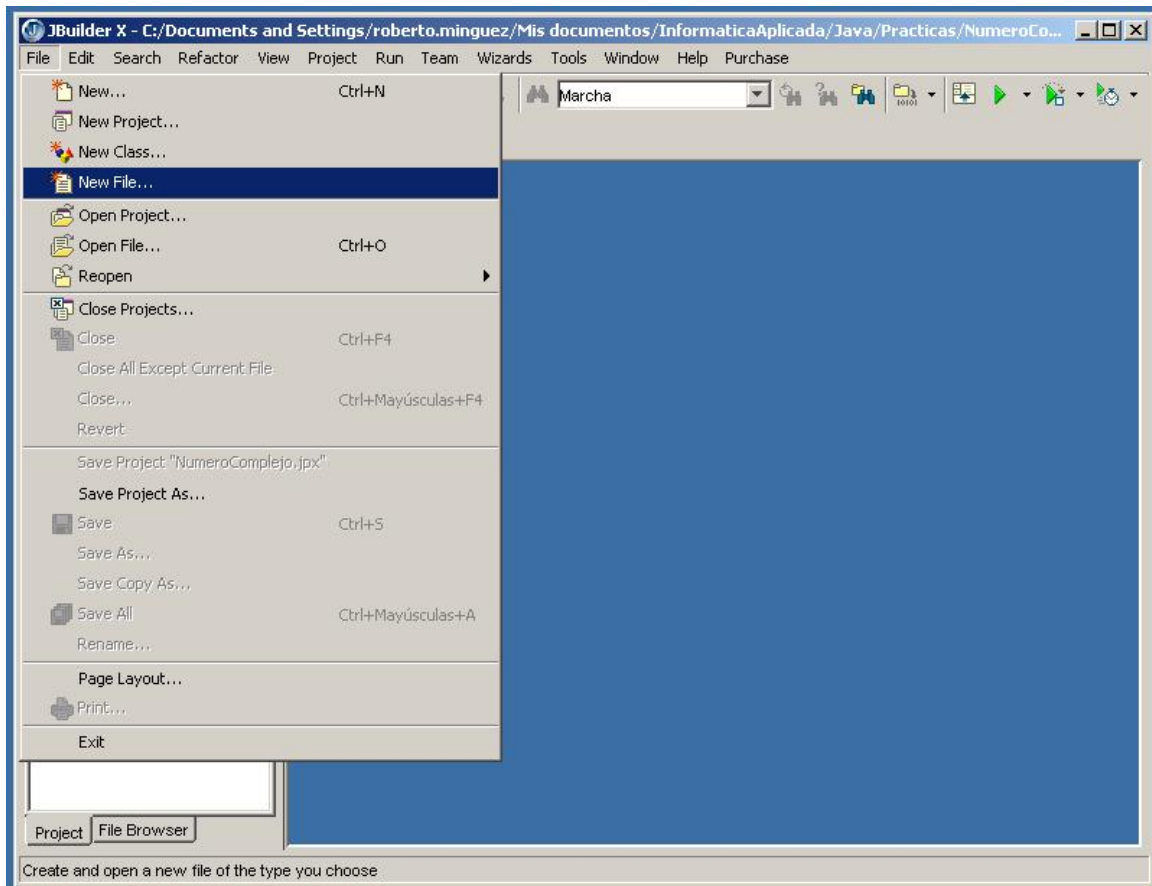 JBuilder X - C:/Documents and Settings/roberto.minguez/Mis documentos/InformaticaAplicada/Java/Practicas/NumeroCo...
File Edit Search Refactor View Project Run Team Wizards Tools Window Help Purchase
Marcha
New... Ctrl+N
New Project...
New Class...
New File...
Open Project...
Open File... Ctrl+O
Reopen
Close Projects...
Close Ctrl+F4
Close All Except Current File
Close... Ctrl+Mayúsculas+F4
Revert
Save Project "NumeroComplejo.jpx"
Save Project As...
Save Ctrl+S
Save As...
Save Copy As...
Save All Ctrl+Mayúsculas+A
Rename...
Page Layout...
Print...
Exit
Project File Browser
Create and open a new file of the type you choose